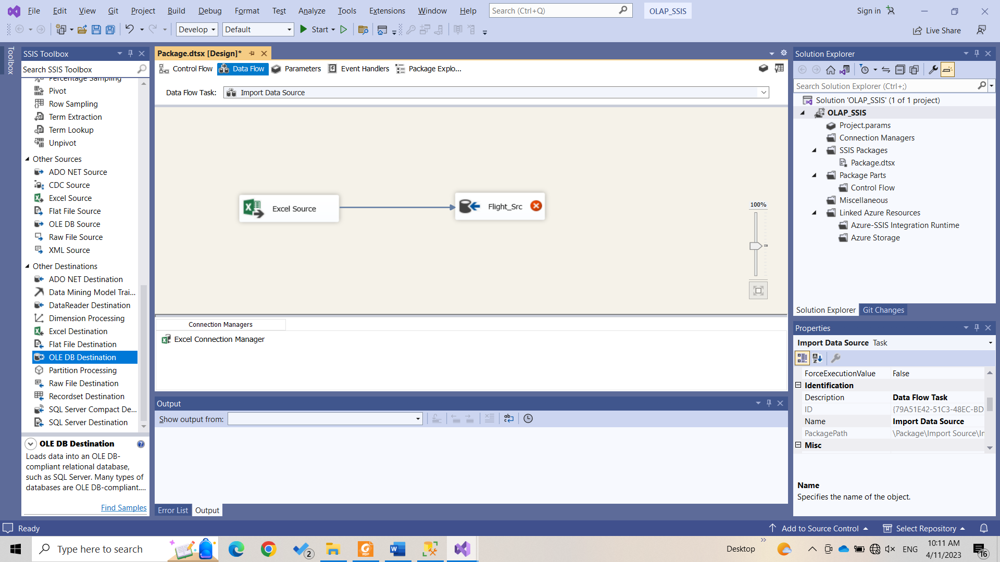 File Edit View Git Project Build Debug Format Test Analyze Tools Extensions Window Help Search (Ctrl+Q) OLAP_SSIS Sign in
Develop Default Start Live Share
Toolbox
SSIS Toolbox
Search SSIS Toolbox
Percentage Sampling
Pivot
Row Sampling
Term Extraction
Term Lookup
Unpivot
Other Sources
ADO NET Source
CDC Source
Excel Source
Flat File Source
OLE DB Source
Raw File Source
XML Source
Other Destinations
ADO NET Destination
Data Mining Model Trai...
DataReader Destination
Dimension Processing
Excel Destination
Flat File Destination
OLE DB Destination
Partition Processing
Raw File Destination
Recordset Destination
SQL Server Compact De...
SQL Server Destination
OLE DB Destination
Loads data into an OLE DB-
compliant relational database,
such as SQL Server. Many types of
databases are OLE DB-compliant....
Find Samples
Package.dtsx [Design]*
Control Flow Data Flow Parameters Event Handlers Package Explo...
Data Flow Task: Import Data Source
Excel Source
Flight_Src
100%
Connection Managers
Excel Connection Manager
Output
Show output from:
Error List Output
Solution Explorer
Search Solution Explorer (Ctrl+;)
Solution 'OLAP_SSIS' (1 of 1 project)
OLAP_SSIS
Project.params
Connection Managers
SSIS Packages
Package.dtsx
Package Parts
Control Flow
Miscellaneous
Linked Azure Resources
Azure-SSIS Integration Runtime
Azure Storage
Solution Explorer Git Changes
Properties
Import Data Source Task
ForceExecutionValue False
Identification
Description Data Flow Task
ID {79A51E42-51C3-48EC-BD
Name Import Data Source
PackagePath \Package\Import Source\Im
Misc
Name
Specifies the name of the object.
Ready Add to Source Control Select Repository
Type here to search 2 Desktop ENG 10:11 AM
4/11/2023 16